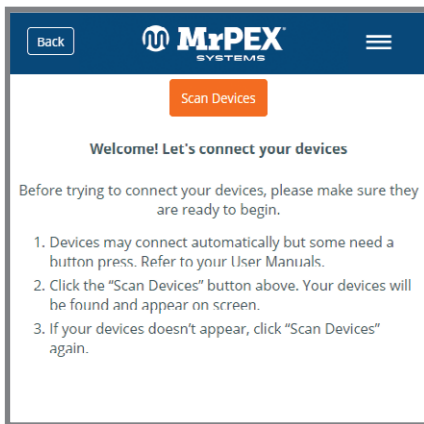 Back
MrPEX
SYSTEMS
Scan Devices
Welcome! Let's connect your devices
Before trying to connect your devices, please make sure they
are ready to begin.
1. Devices may connect automatically but some need a
button press. Refer to your User Manuals.
2. Click the “Scan Devices” button above. Your devices will
be found and appear on screen.
3. If your devices doesn't appear, click “Scan Devices”
again.